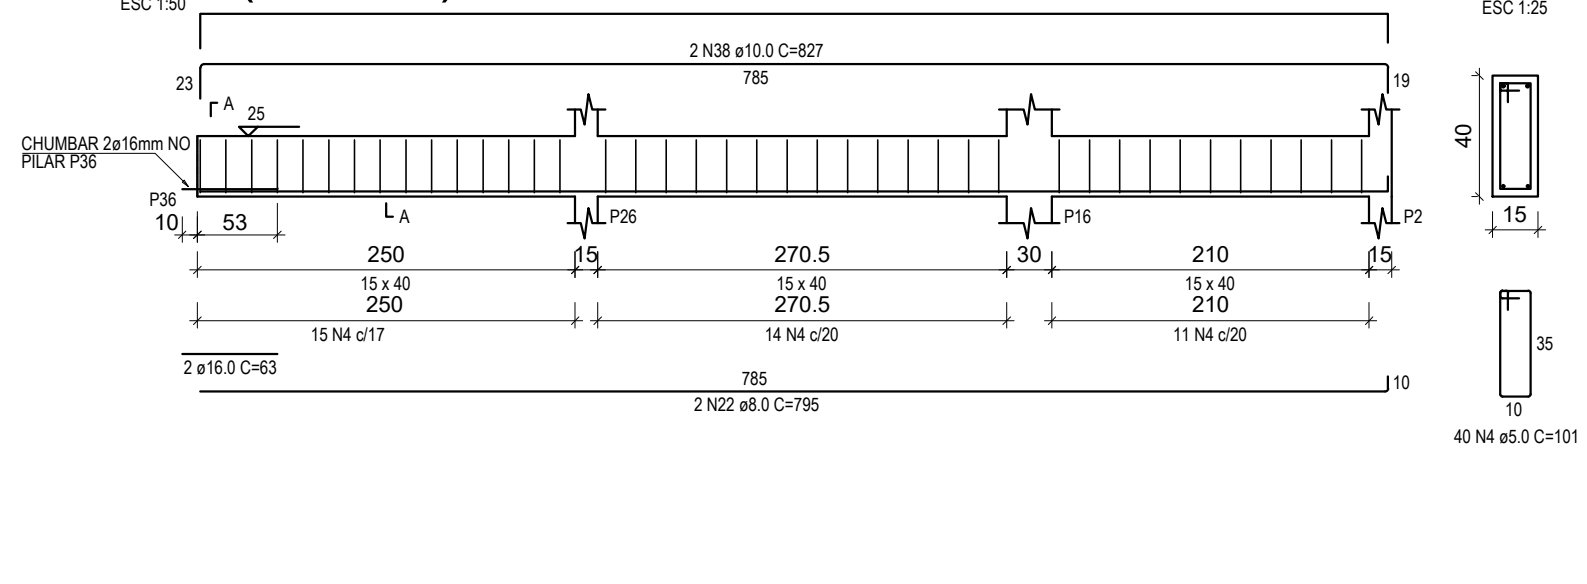 ESC 1:50
ESC 1:25
2 N38 ø10.0 C=827
785
23
19
A
25
CHUMBAR 2ø16mm NO
PILAR P36
40
P36
A
P26
P16
P2
10
53
15
250
15
270.5
30
210
15
15 x 40
15 x 40
15 x 40
250
270.5
210
15 N4 c/17
14 N4 c/20
11 N4 c/20
35
2 ø16.0 C=63
785
10
2 N22 ø8.0 C=795
10
40 N4 ø5.0 C=101